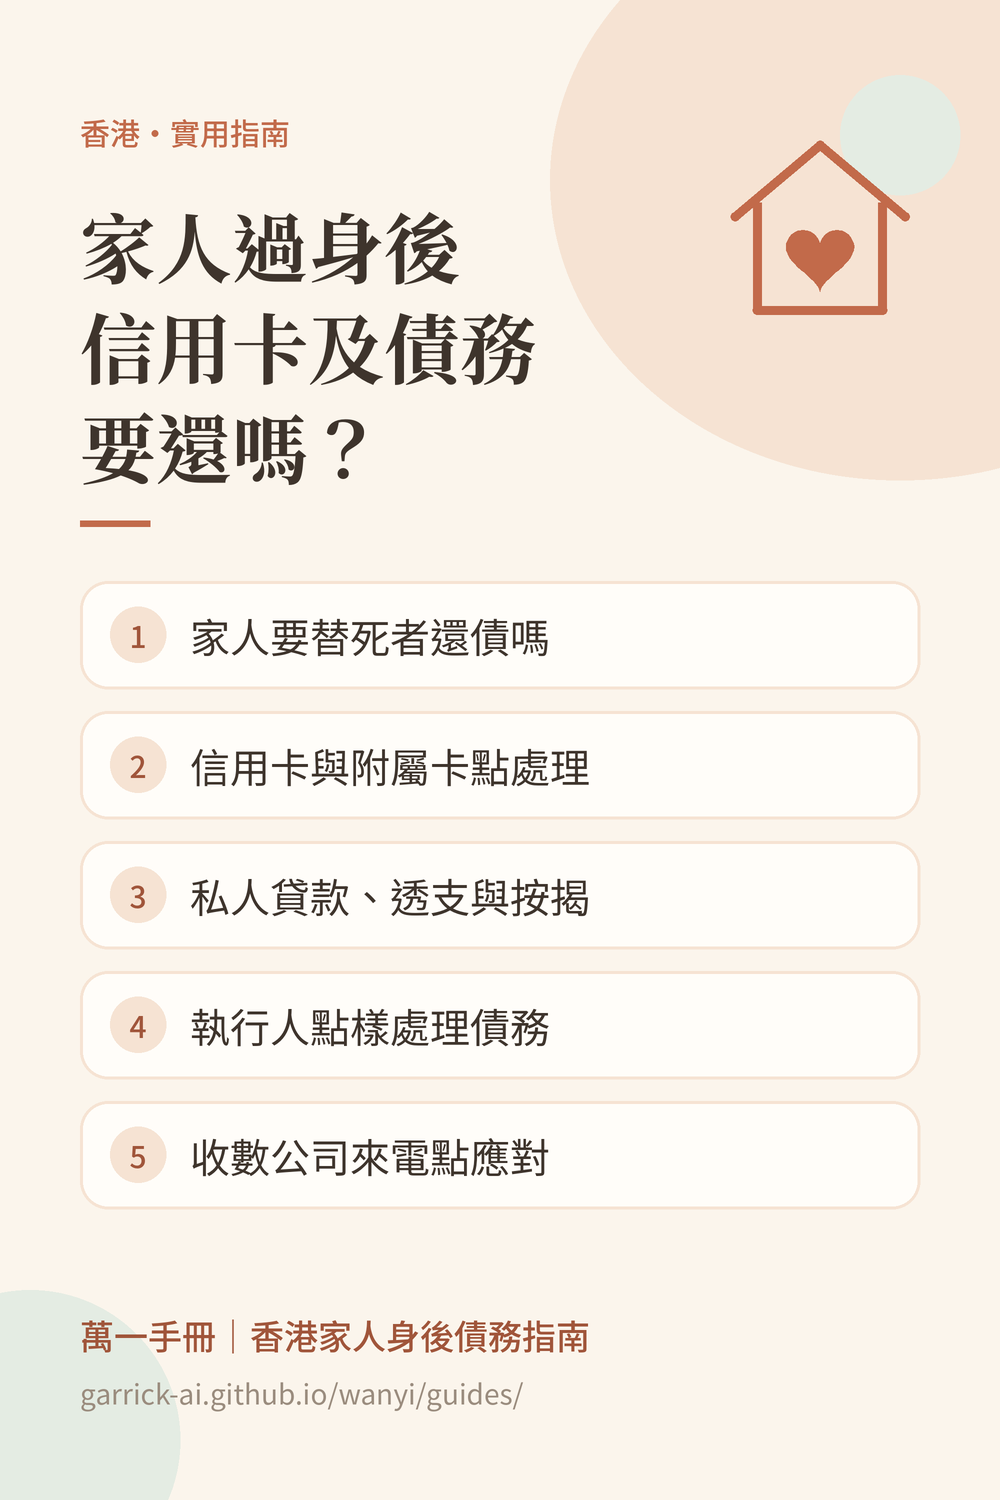 香港・實用指南
家人過身後
信用卡及債務
要還嗎？
1 家人要替死者還債嗎
2 信用卡與附屬卡點處理
3 私人貸款、透支與按揭
4 執行人點樣處理債務
5 收數公司來電點應對
萬一手冊｜香港家人身後債務指南
garrick-ai.github.io/wanyi/guides/